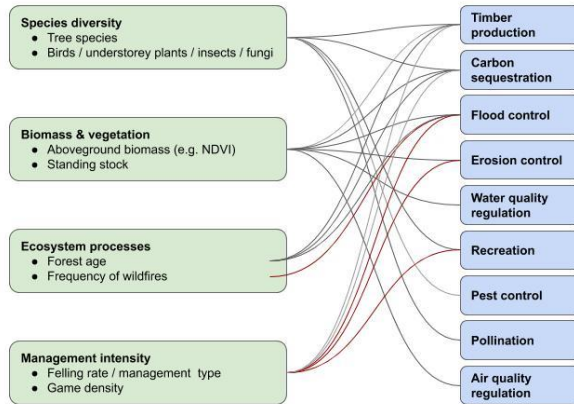 Species diversity
● Tree species
● Birds / understorey plants / insects / fungi
Biomass & vegetation
● Aboveground biomass (e.g. NDVI)
● Standing stock
Ecosystem processes
● Forest age
● Frequency of wildfires
Management intensity
● Felling rate / management type
● Game density
Timber
production
Carbon
sequestration
Flood control
Erosion control
Water quality
regulation
Recreation
Pest control
Pollination
Air quality
regulation